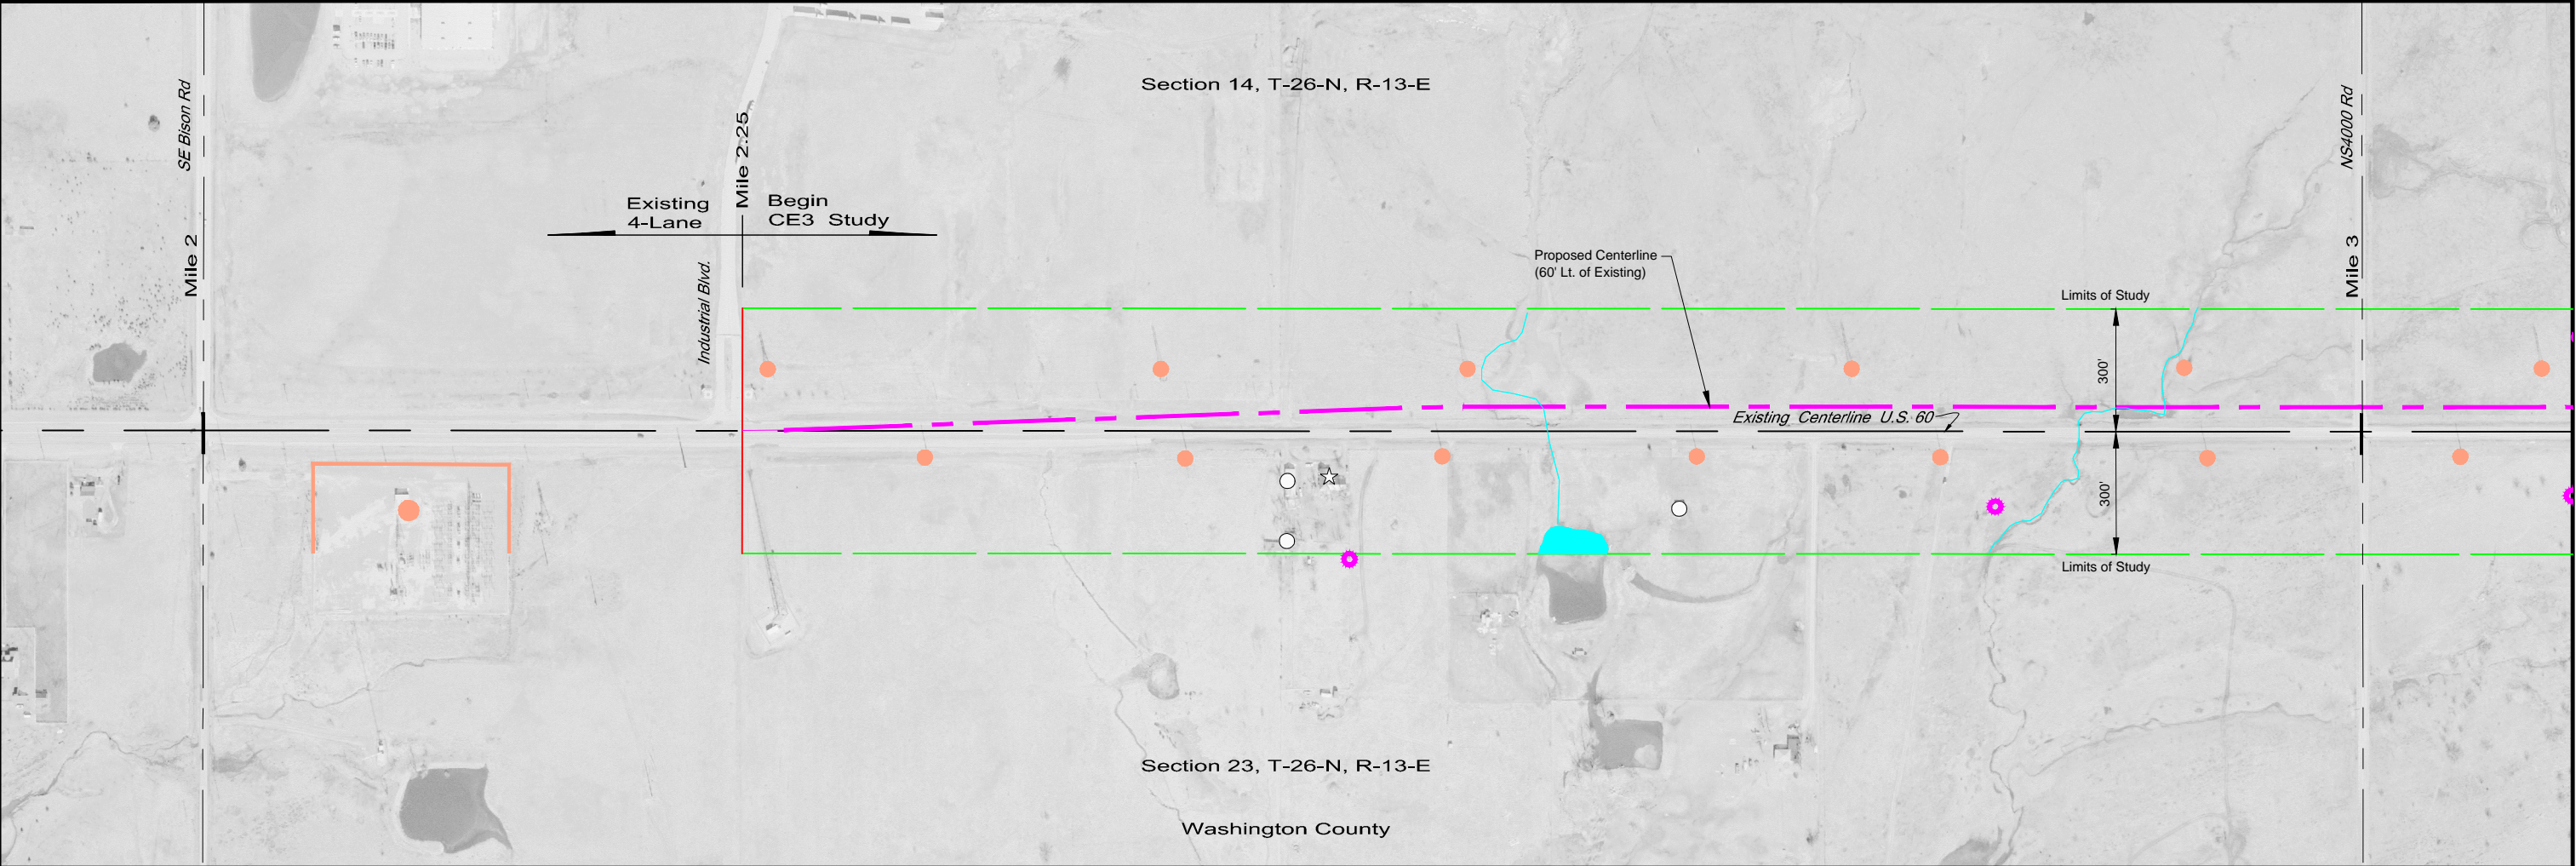 Section 14, T-26-N, R-13-E
SE Bison Rd
Mile 2
Mile 2.25
Existing
4-Lane
Begin
CE3 Study
Industrial Blvd.
Proposed Centerline
(60' Lt. of Existing)
NS4000 Rd
Mile 3
Limits of Study
300'
Existing Centerline U.S. 60
300'
Limits of Study
Section 23, T-26-N, R-13-E
Washington County